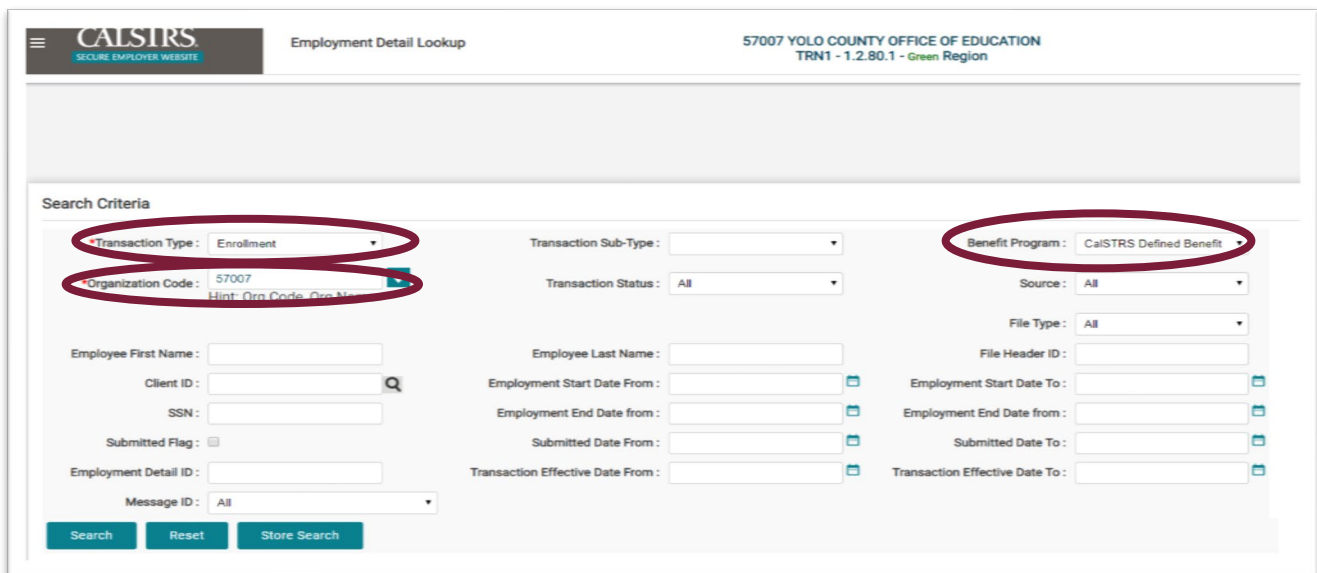 CALSTRS.
SECURE EMPLOYER WEBSITE
Employment Detail Lookup
57007 YOLO COUNTY OFFICE OF EDUCATION
TRN1 - 1.2.80.1 - Green Region
Search Criteria
*Transaction Type : Enrollment Transaction Sub-Type : Benefit Program : CalSTRS Defined Benefit
*Organization Code : 57007 Transaction Status : All Source : All
Hint: Org Code, Org Name
File Type : All
Employee First Name : Employee Last Name : File Header ID :
Client ID : Employment Start Date From : Employment Start Date To :
SSN : Employment End Date from : Employment End Date from :
Submitted Flag : Submitted Date From : Submitted Date To :
Employment Detail ID : Transaction Effective Date From : Transaction Effective Date To :
Message ID : All
Search Reset Store Search